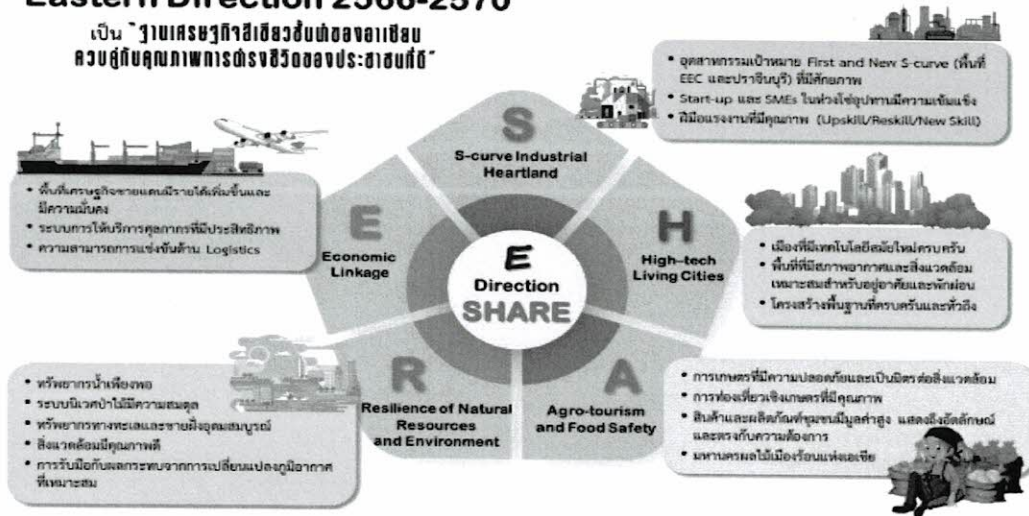 Eastern Direction 2566-2570
เป็น "ฐานเศรษฐกิจสีเขียวชั้นนำของอาเซียน
ควบคู่กับคุณภาพการดำรงชีวิตของประชาชนที่ดี"
S
S-curve Industrial
Heartland
• อุตสาหกรรมเป้าหมาย First and New S-curve (พื้นที่
EEC และปราจีนบุรี) ที่มีศักยภาพ
• Start-up และ SMEs ในห่วงโซ่อุปทานมีความเข้มแข็ง
• ฝีมือแรงงานที่มีคุณภาพ (Upskill/Reskill/New Skill)
H
High-tech
Living Cities
• เมืองที่มีเทคโนโลยีสมัยใหม่ครบครัน
• พื้นที่ที่มีสภาพอากาศและสิ่งแวดล้อม
เหมาะสมสำหรับอยู่อาศัยและพักผ่อน
• โครงสร้างพื้นฐานที่ครบครันและทั่วถึง
A
Agro-tourism
and Food Safety
• การเกษตรที่มีความปลอดภัยและเป็นมิตรต่อสิ่งแวดล้อม
• การท่องเที่ยวเชิงเกษตรที่มีคุณภาพ
• สินค้าและผลิตภัณฑ์ชุมชนมีมูลค่าสูง แสดงถึงอัตลักษณ์
และตรงกับความต้องการ
• มหานครผลไม้เมืองร้อนแห่งเอเชีย
R
Resilience of Natural
Resources
and Environment
• ทรัพยากรน้ำเพียงพอ
• ระบบนิเวศป่าไม้มีความสมดุล
• ทรัพยากรทางทะเลและชายฝั่งอุดมสมบูรณ์
• สิ่งแวดล้อมมีคุณภาพดี
• การรับมือกับผลกระทบจากการเปลี่ยนแปลงภูมิอากาศ
ที่เหมาะสม
E
Economic
Linkage
• พื้นที่เศรษฐกิจชายแดนมีรายได้เพิ่มขึ้นและ
มีความมั่นคง
• ระบบการให้บริการศุลกากรที่มีประสิทธิภาพ
• ความสามารถการแข่งขันด้าน Logistics
E
Direction
SHARE